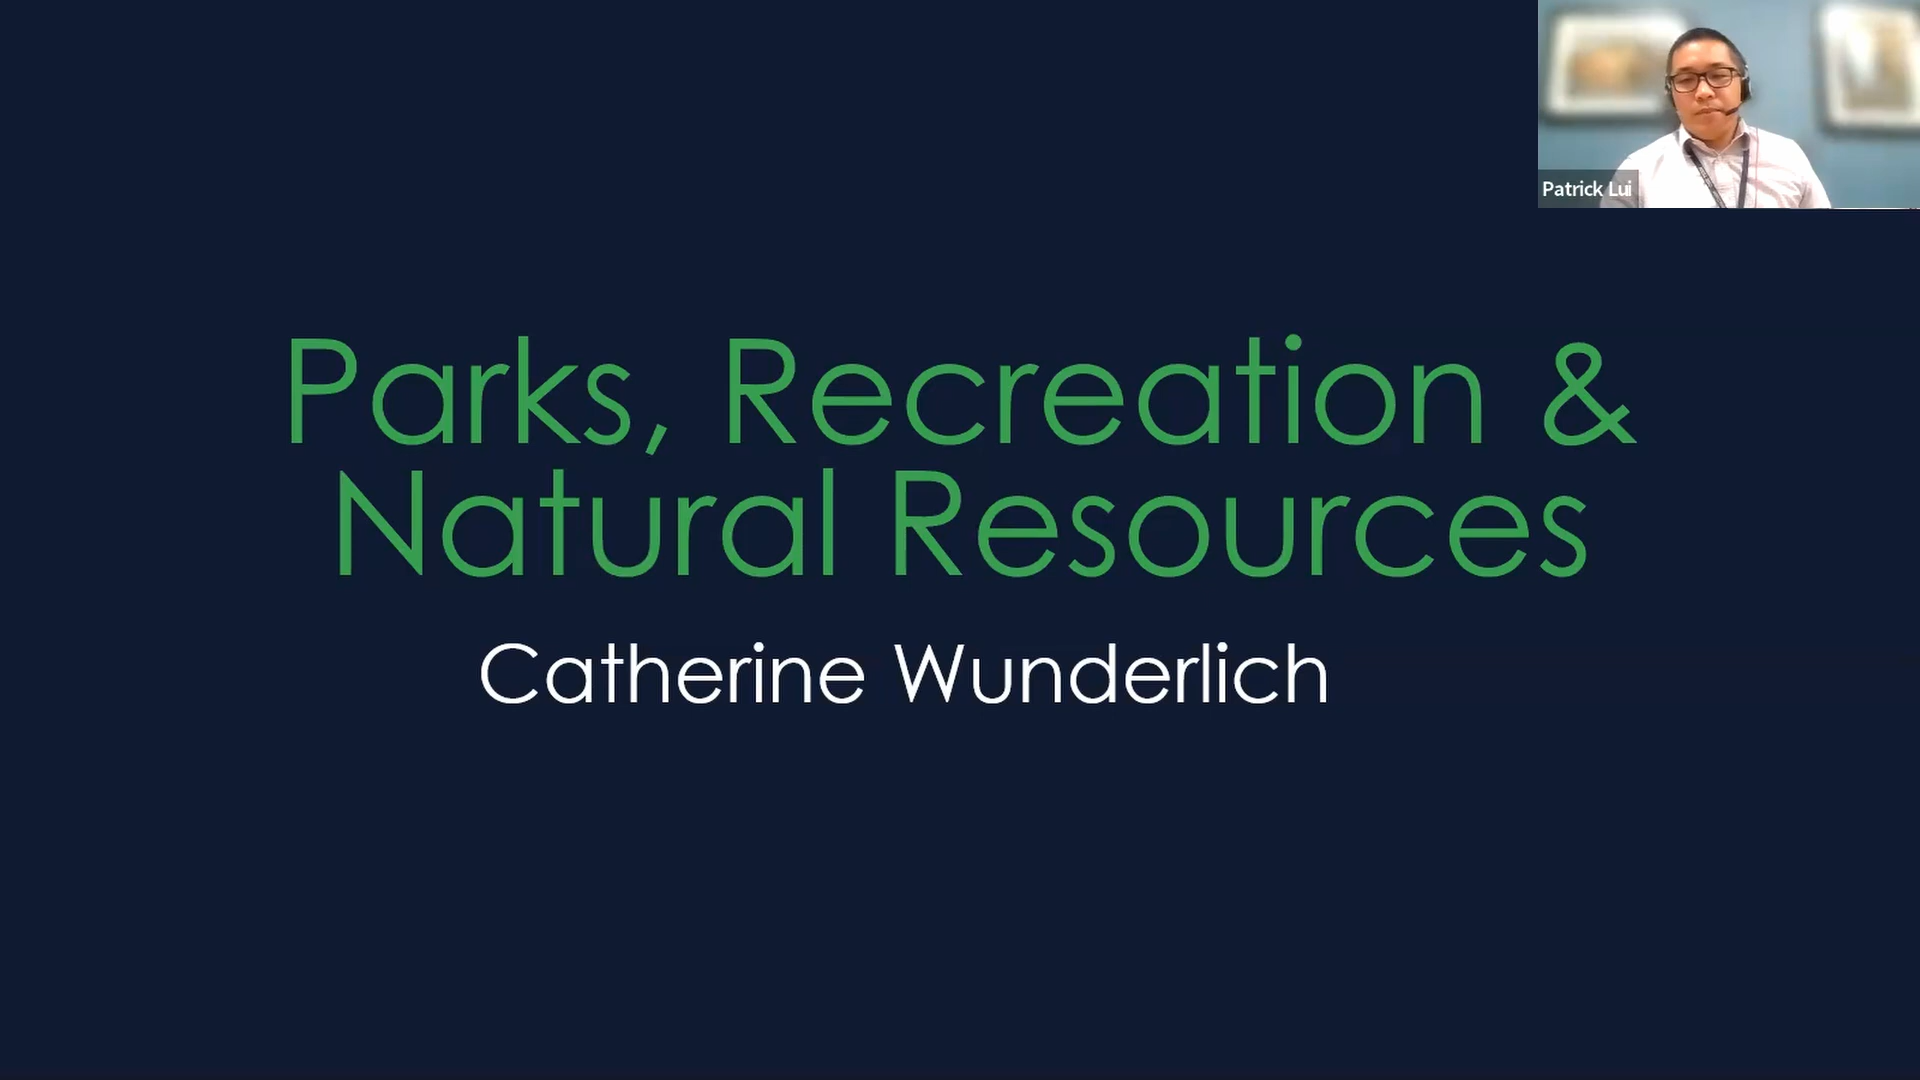 Patrick Lui
Parks, Recreation &
Natural Resources
Catherine Wunderlich